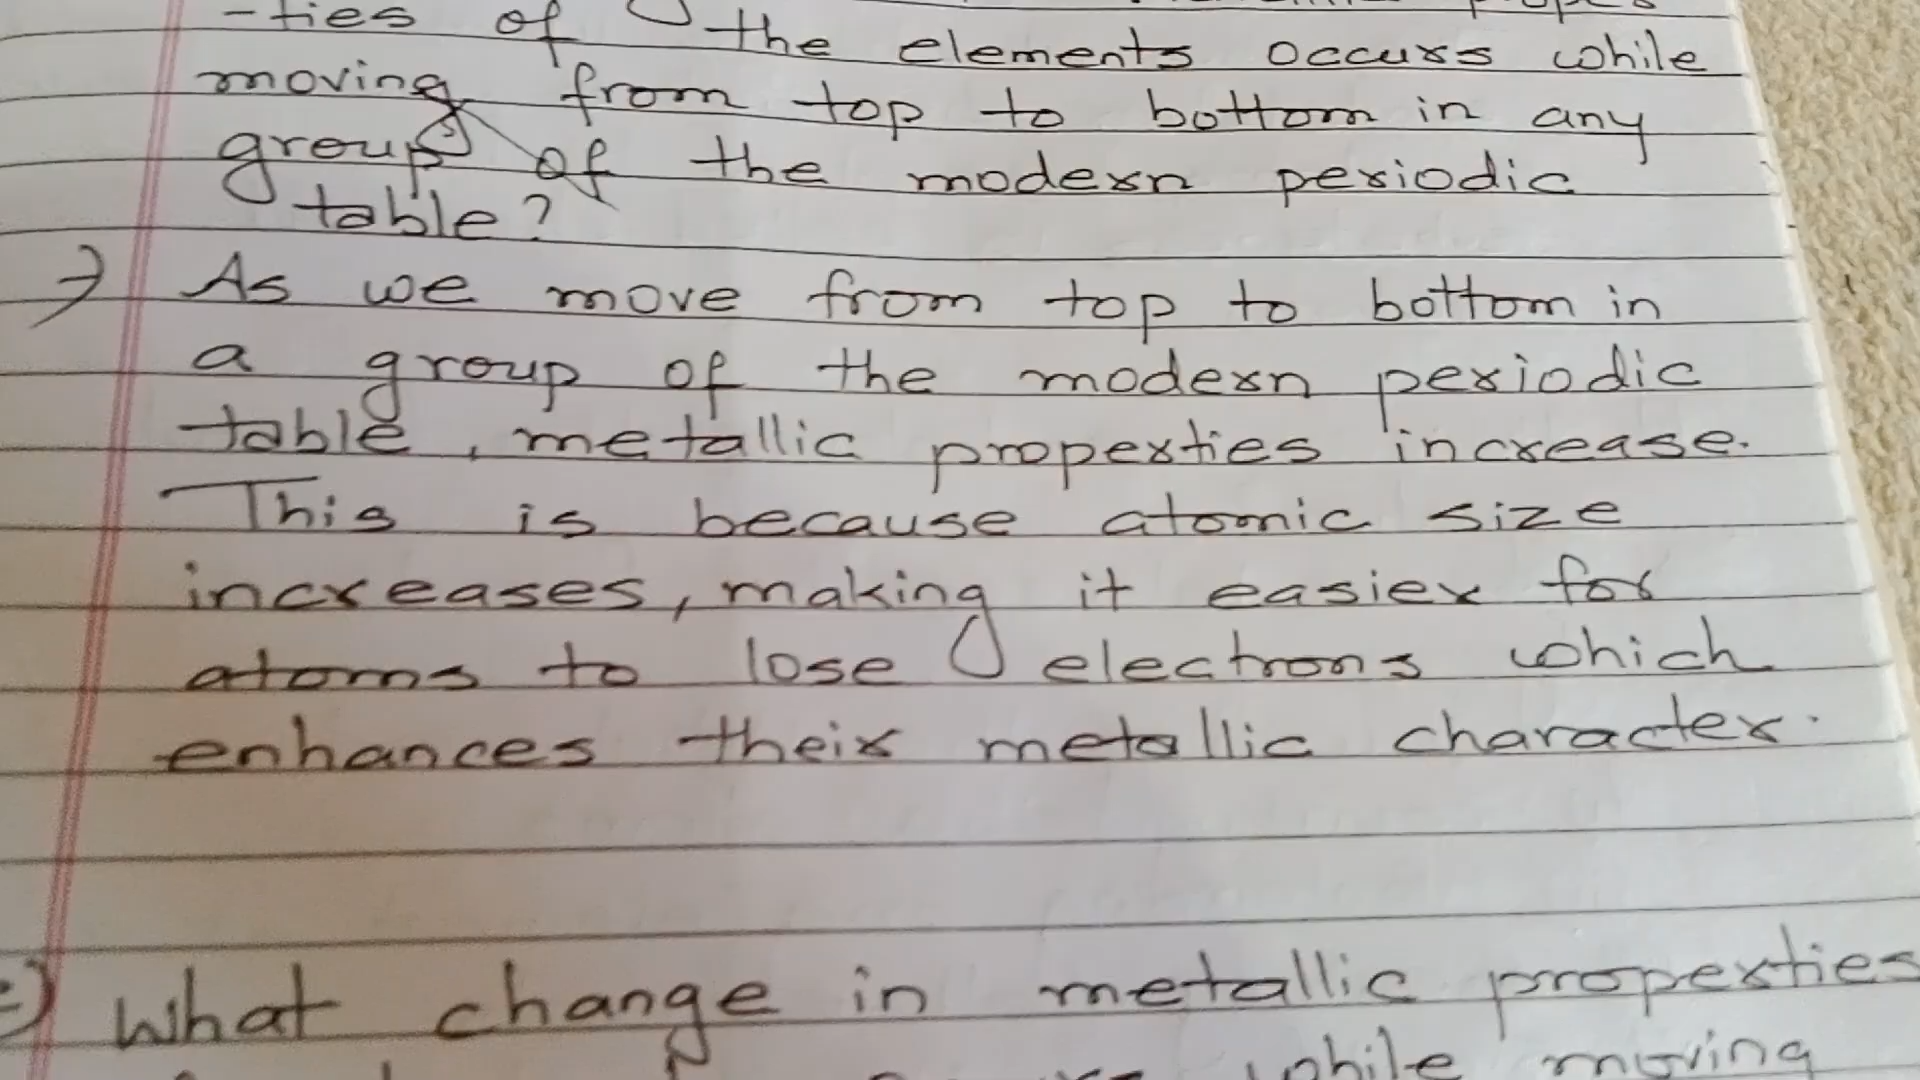 -ties of the elements occurs while
moving from top to bottom in any
group of the modern periodic
table?
→ As we move from top to bottom in
a group of the modern periodic
table, metallic properties increase.
This is because atomic size
increases, making it easier for
atoms to lose electrons which
enhances their metallic character.
What change in metallic properties
while moving